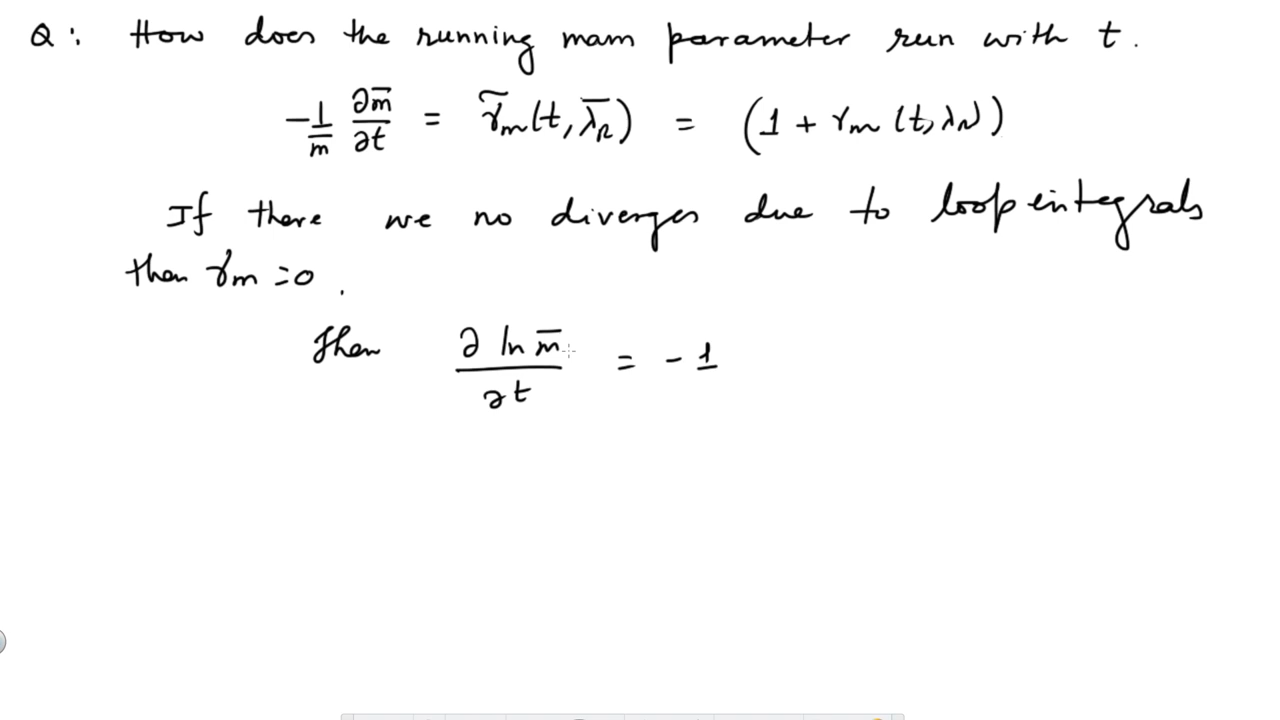 Q: How does the running mass parameter run with t.
-1/m̅ ∂m̅/∂t = γ̃m(t, λ̅R) = (1 + γm (t, λR))
If there we no diverges due to loop integrals
then γm = 0.
Then ∂ ln m̅/∂t = -1